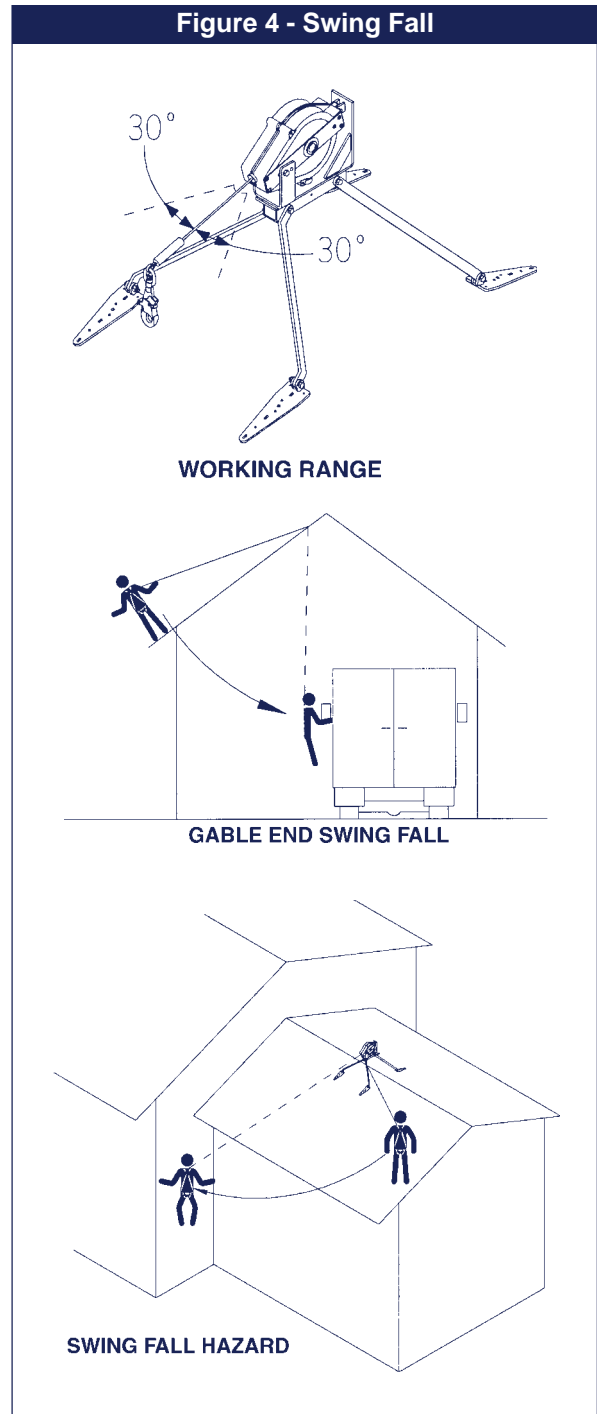 Figure 4 - Swing Fall
30°
30°
WORKING RANGE
GABLE END SWING FALL
SWING FALL HAZARD